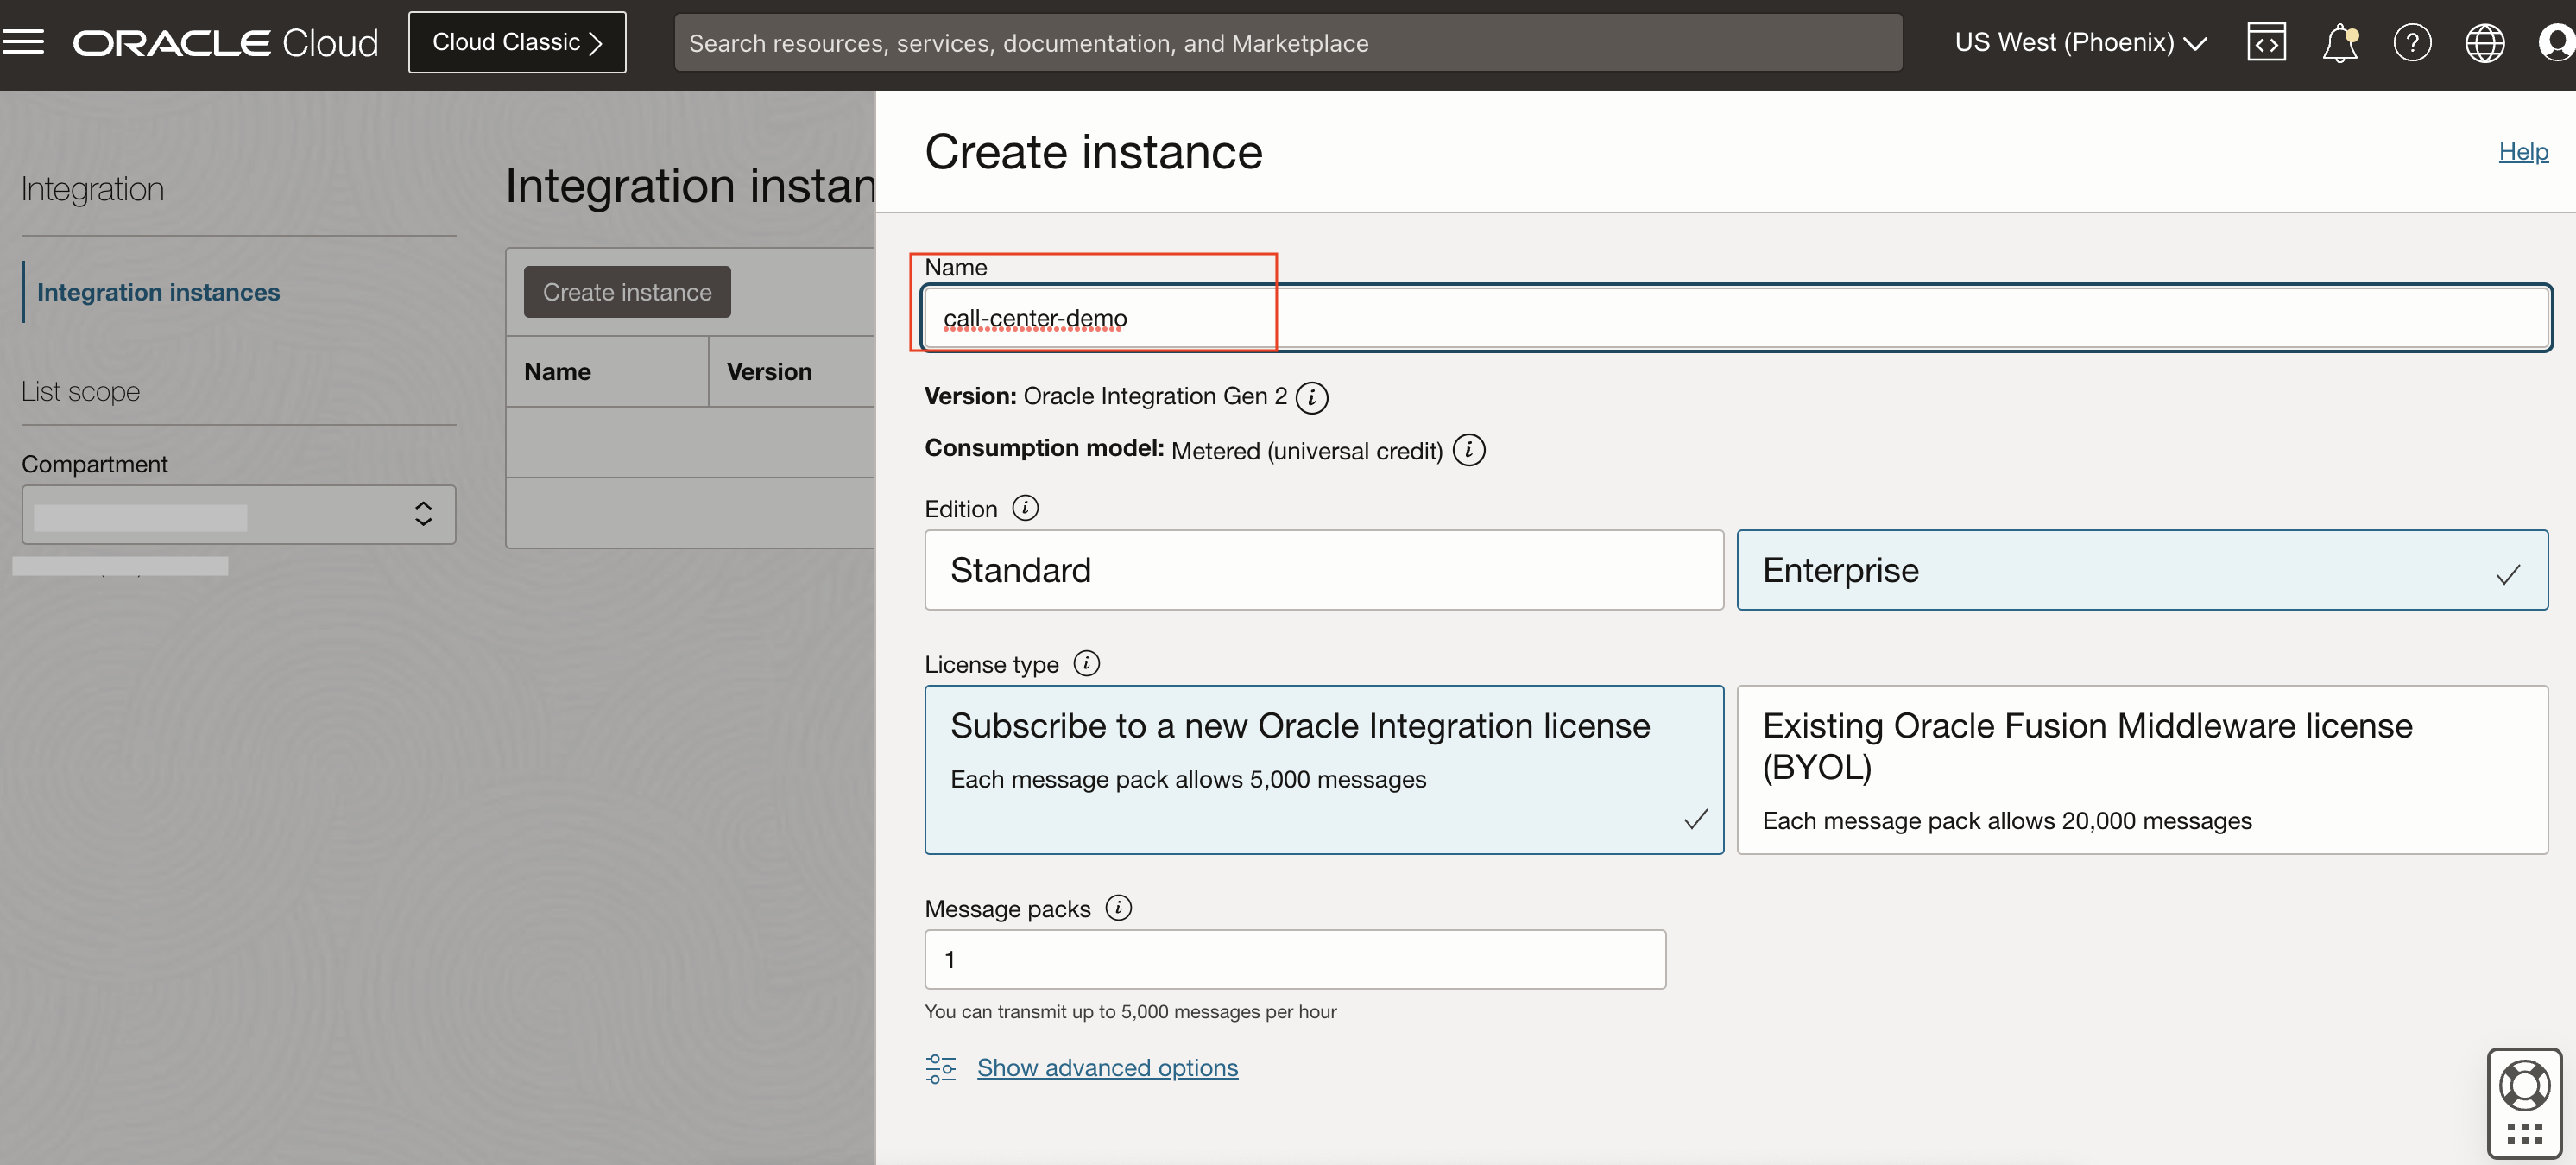 ORACLE Cloud
Cloud Classic
Search resources, services, documentation, and Marketplace
US West (Phoenix)
Integration
Integration instances
List scope
Compartment
Integration instan
Create instance
Name Version
Create instance
Help
Name
call-center-demo
Version: Oracle Integration Gen 2
Consumption model: Metered (universal credit)
Edition
Standard
Enterprise
License type
Subscribe to a new Oracle Integration license
Each message pack allows 5,000 messages
Existing Oracle Fusion Middleware license
(BYOL)
Each message pack allows 20,000 messages
Message packs
1
You can transmit up to 5,000 messages per hour
Show advanced options